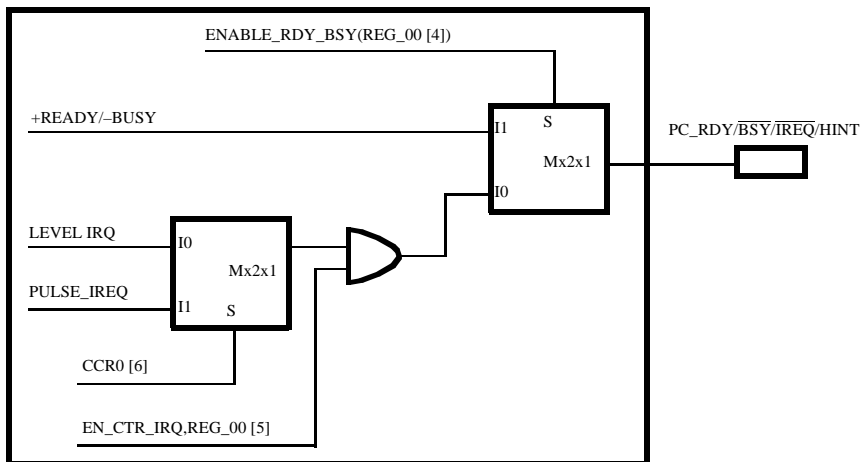 ENABLE_RDY_BSY(REG_00 [4])
+READY/–BUSY
S
I1
PC_RDY/BSY/IREQ/HINT
Mx2x1
I0
LEVEL IRQ
I0
Mx2x1
PULSE_IREQ
I1
S
CCR0 [6]
EN_CTR_IRQ,REG_00 [5]